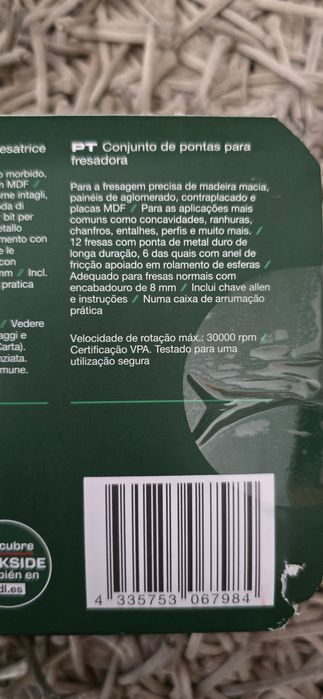 esatrice
morbido,
MDF /
ome intagli,
da di
bit per
etallo
mento con
e le
con
mm / Incl.
pratica
/ Vedere
aggi e
Carta).
nziata.
mune.
PT Conjunto de pontas para
fresadora
Para a fresagem precisa de madeira macia,
painéis de aglomerado, contraplacado e
placas MDF / Para as aplicações mais
comuns como concavidades, ranhuras,
chanfros, entalhes, perfis e muito mais. /
12 fresas com ponta de metal duro de
longa duração, 6 das quais com anel de
fricção apoiado em rolamento de esferas /
Adequado para fresas normais com
encabadouro de 8 mm / Inclui chave allen
e instruções / Numa caixa de arrumação
prática
Velocidade de rotação máx.: 30000 rpm /
Certificação VPA. Testado para uma
utilização segura
cubre
KSIDE
bién en
dl.es
4 335753 067984